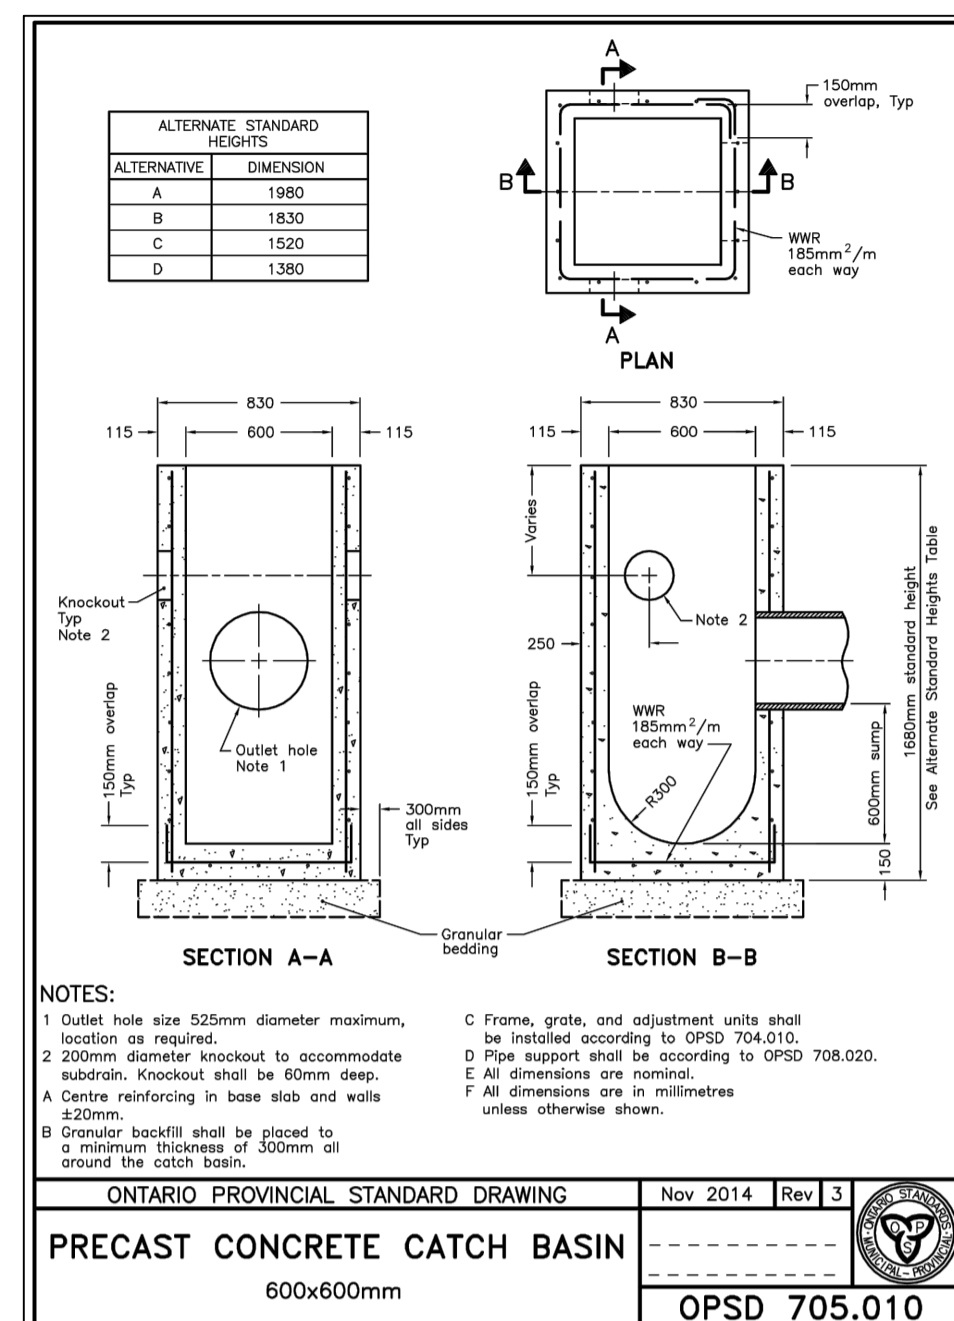 ALTERNATE STANDARD
HEIGHTS
ALTERNATIVE DIMENSION
A 1980
B 1830
C 1520
D 1380
A
150mm
overlap, Typ
B B
WWR
185mm²/m
each way
A
PLAN
830
115 600 115
Knockout
Typ
Note 2
150mm overlap
Typ
Outlet hole
Note 1
300mm
all sides
Typ
SECTION A-A
830
115 600 115
Varies
Note 2
250
WWR
185mm²/m
each way
150mm overlap
Typ
R300
600mm sump
150
1680mm standard height
See Alternate Standard Heights Table
Granular
bedding
SECTION B-B
NOTES:
1 Outlet hole size 525mm diameter maximum,
location as required.
2 200mm diameter knockout to accommodate
subdrain. Knockout shall be 60mm deep.
A Centre reinforcing in base slab and walls
±20mm.
B Granular backfill shall be placed to
a minimum thickness of 300mm all
around the catch basin.
C Frame, grate, and adjustment units shall
be installed according to OPSD 704.010.
D Pipe support shall be according to OPSD 708.020.
E All dimensions are nominal.
F All dimensions are in millimetres
unless otherwise shown.
ONTARIO PROVINCIAL STANDARD DRAWING
Nov 2014 Rev 3
PRECAST CONCRETE CATCH BASIN
600x600mm
ONTARIO STANDARDS
MUNICIPAL - PROVINCIAL
O P
S
OPSD 705.010